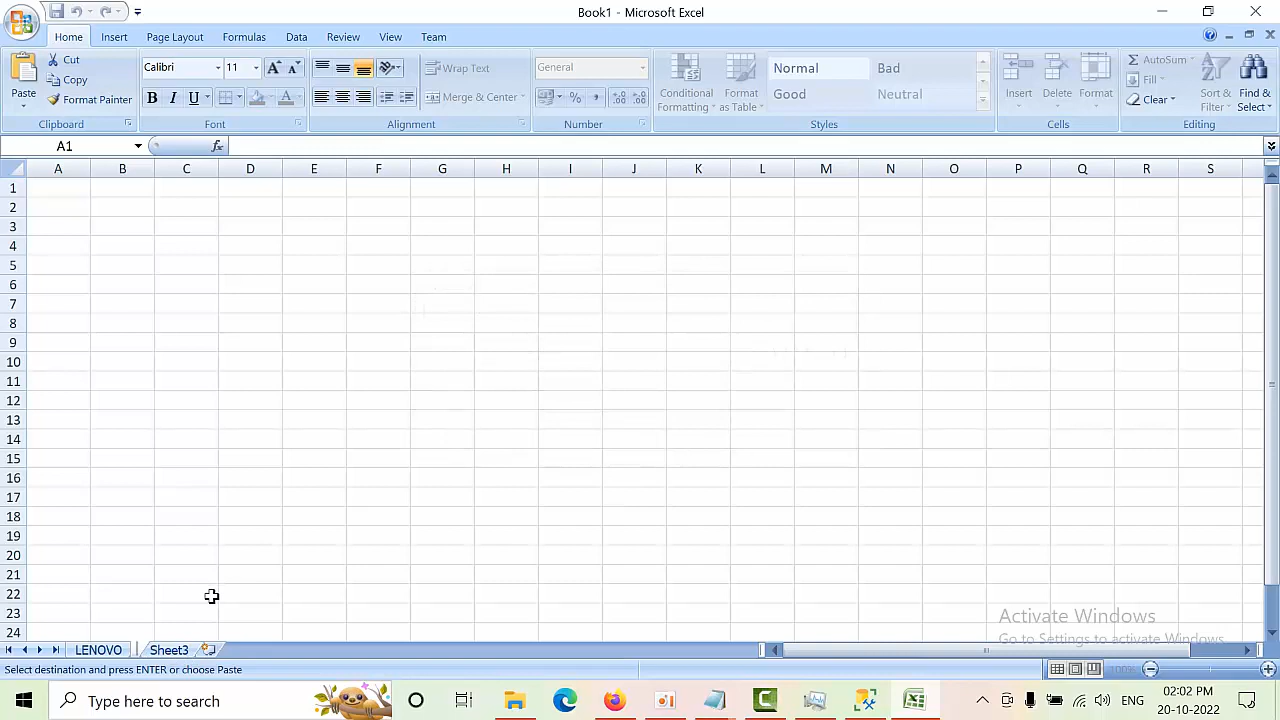 Book1 - Microsoft Excel
Home Insert Page Layout Formulas Data Review View Team
Paste
Cut
Copy
Format Painter
Clipboard
Calibri 11
B I U
Font
Wrap Text
Merge & Center
Alignment
General
Number
Conditional Formatting
Format as Table
Normal Bad
Good Neutral
Styles
Insert Delete Format
Cells
AutoSum
Fill
Clear
Sort & Filter
Find & Select
Editing
A1 fx
A B C D E F G H I J K L M N O P Q R S
1
2
3
4
5
6
7
8
9
10
11
12
13
14
15
16
17
18
19
20
21
22
23
24
Activate Windows
Go to Settings to activate Windows.
LENOVO Sheet3
Select destination and press ENTER or choose Paste
100%
Type here to search
ENG
02:02 PM
20-10-2022